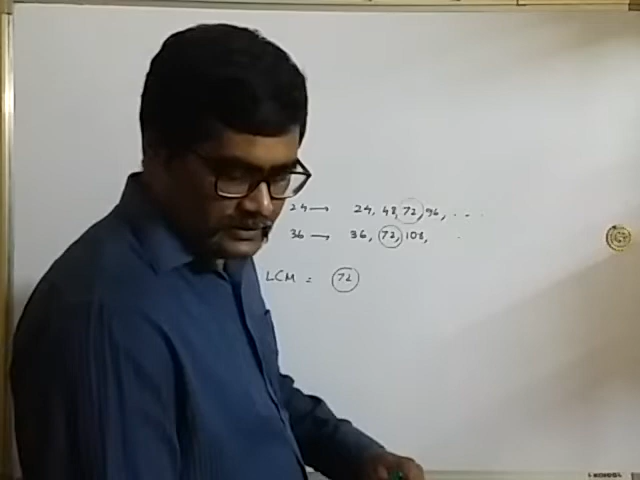 24 → 24, 48, 72, 96, ...
36 → 36, 72, 108, .
LCM = 72